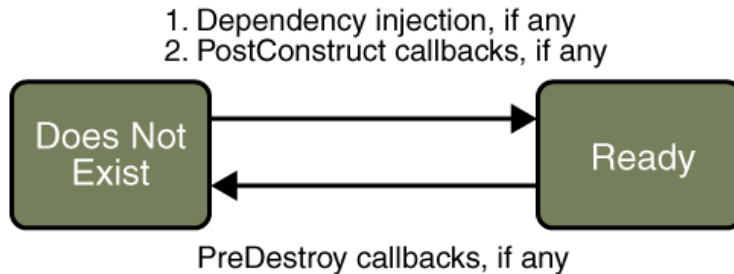 1. Dependency injection, if any
2. PostConstruct callbacks, if any
Does Not
Exist
Ready
PreDestroy callbacks, if any